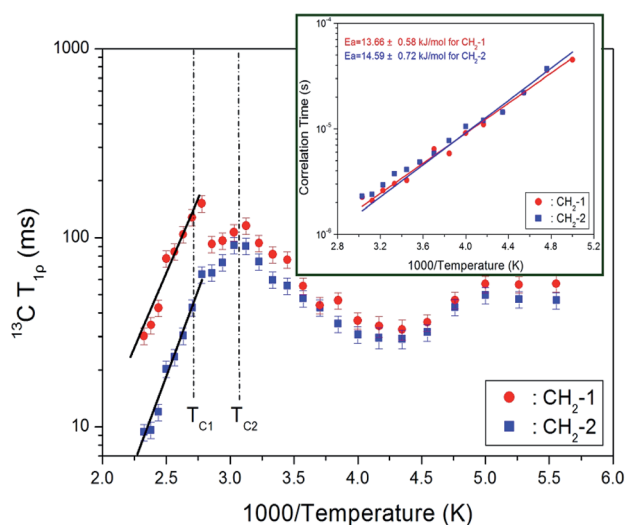 1000
100
10
¹³C T₁ρ (ms)
2.0 2.5 3.0 3.5 4.0 4.5 5.0 5.5 6.0
1000/Temperature (K)
T_C1 T_C2
: CH₂-1
: CH₂-2
10⁻⁴
10⁻⁵
10⁻⁶
Correlation Time (s)
Ea=13.66 ± 0.58 kJ/mol for CH₂-1
Ea=14.59 ± 0.72 kJ/mol for CH₂-2
: CH₂-1
: CH₂-2
2.8 3.2 3.6 4.0 4.4 4.8 5.2
1000/Temperature (K)